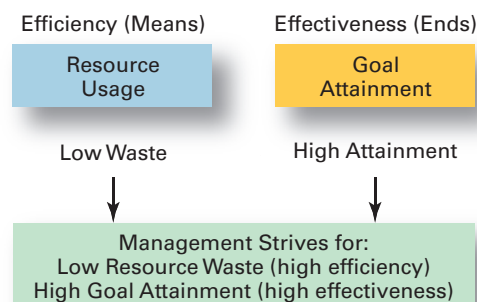 Efficiency (Means)
Effectiveness (Ends)
Resource
Usage
Goal
Attainment
Low Waste
High Attainment
Management Strives for:
Low Resource Waste (high efficiency)
High Goal Attainment (high effectiveness)